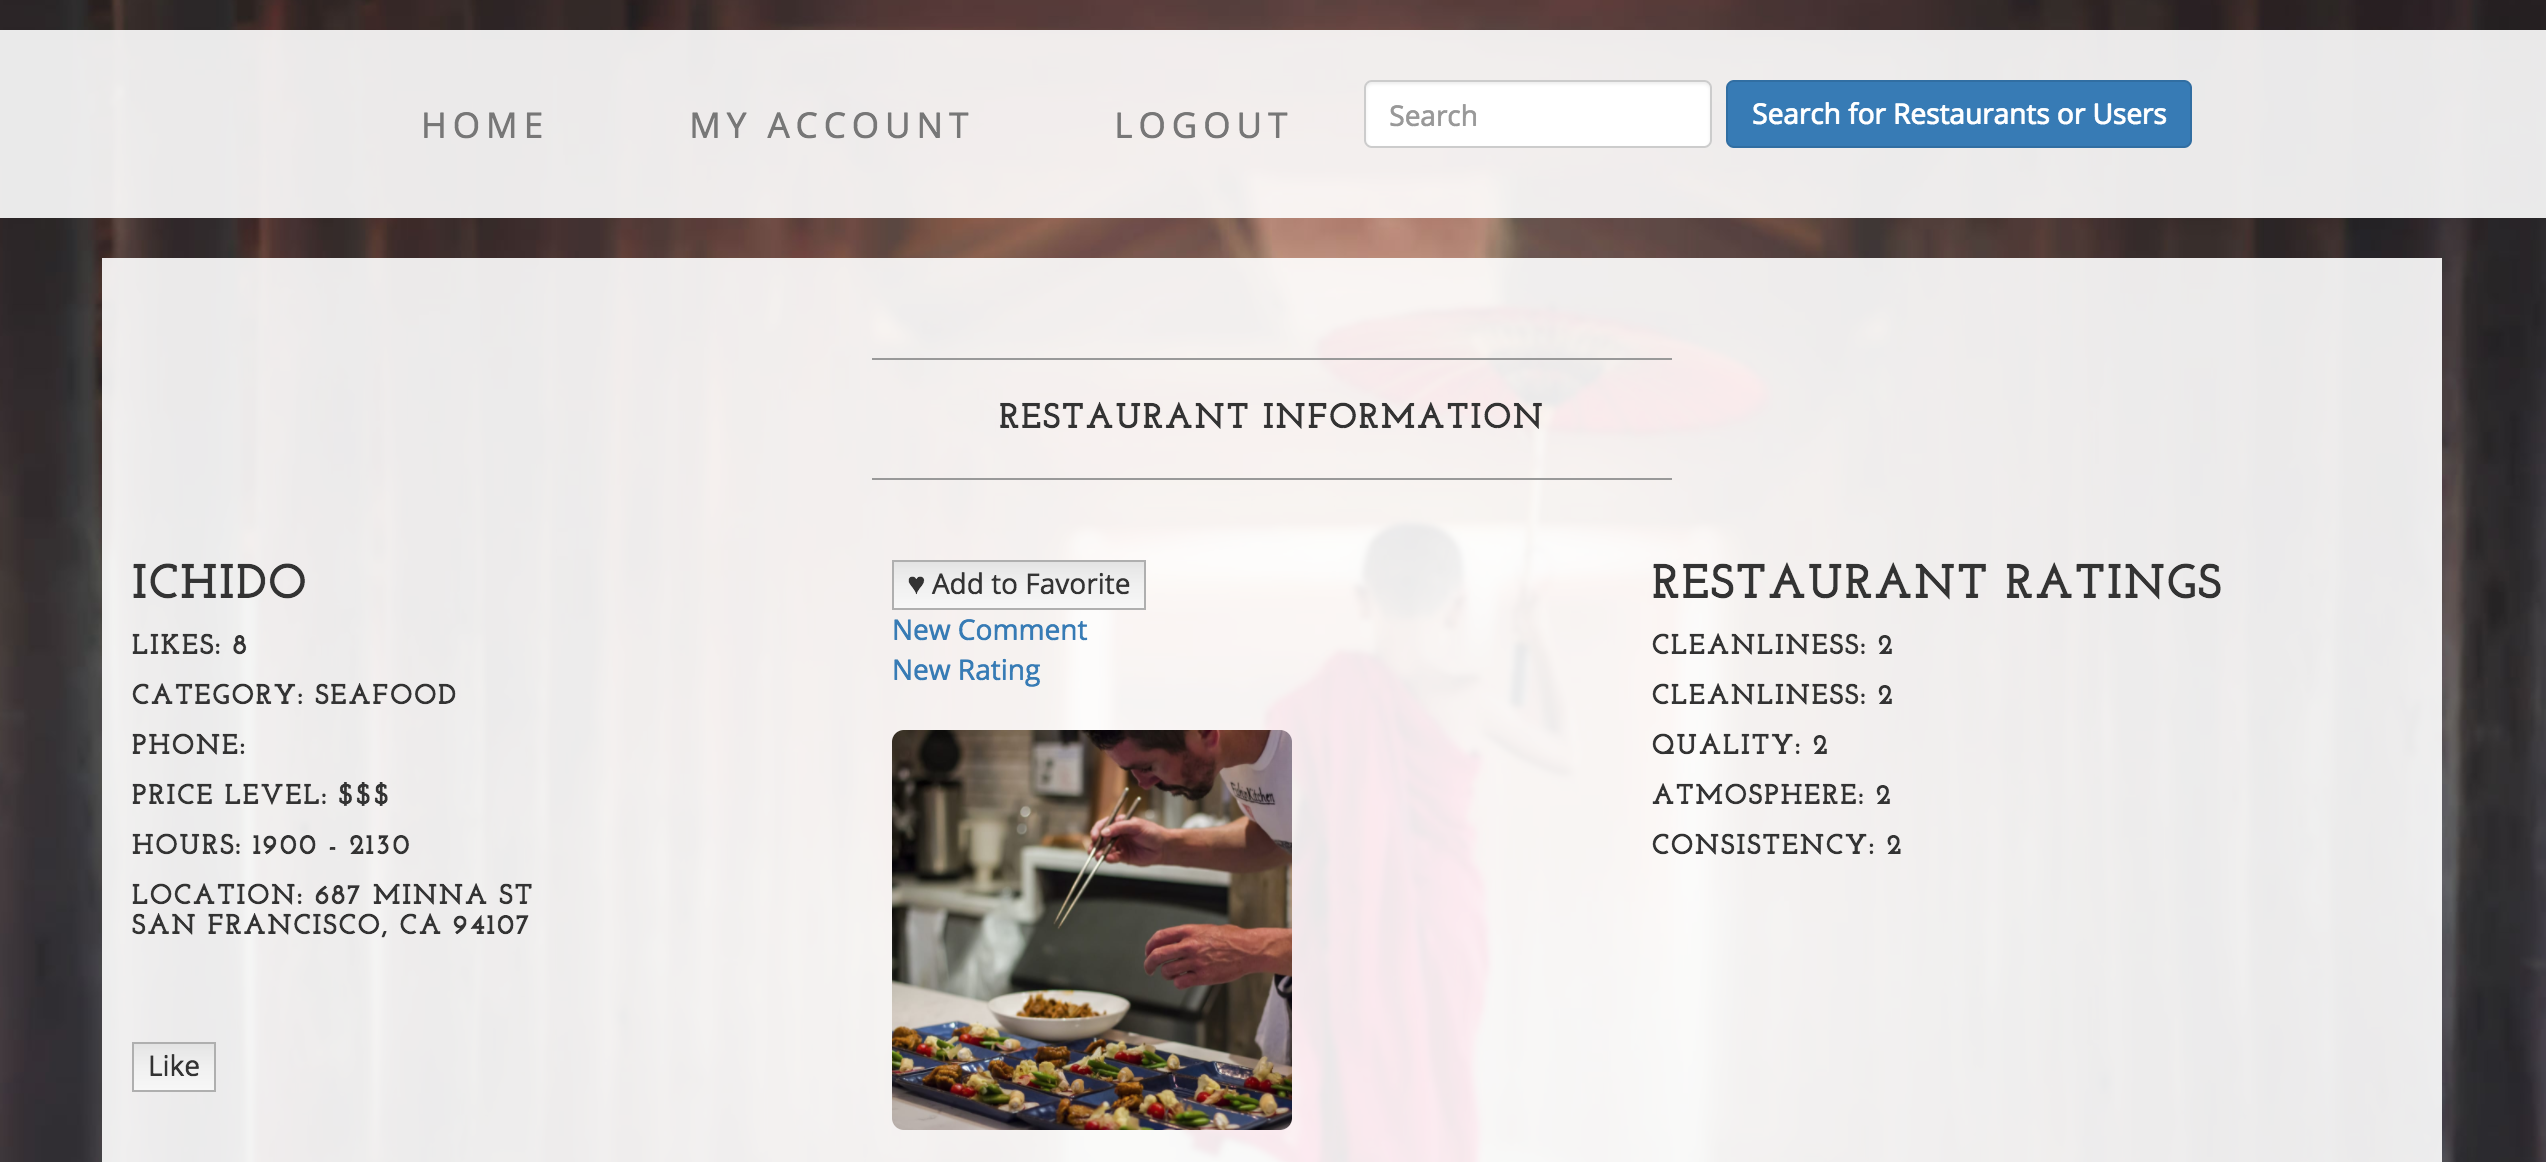 HOME
MY ACCOUNT
LOGOUT
Search
Search for Restaurants or Users
RESTAURANT INFORMATION
ICHIDO
LIKES: 8
CATEGORY: SEAFOOD
PHONE:
PRICE LEVEL: $$$
HOURS: 1900 - 2130
LOCATION: 687 MINNA ST
SAN FRANCISCO, CA 94107
Like
♥ Add to Favorite
New Comment
New Rating
RESTAURANT RATINGS
CLEANLINESS: 2
CLEANLINESS: 2
QUALITY: 2
ATMOSPHERE: 2
CONSISTENCY: 2